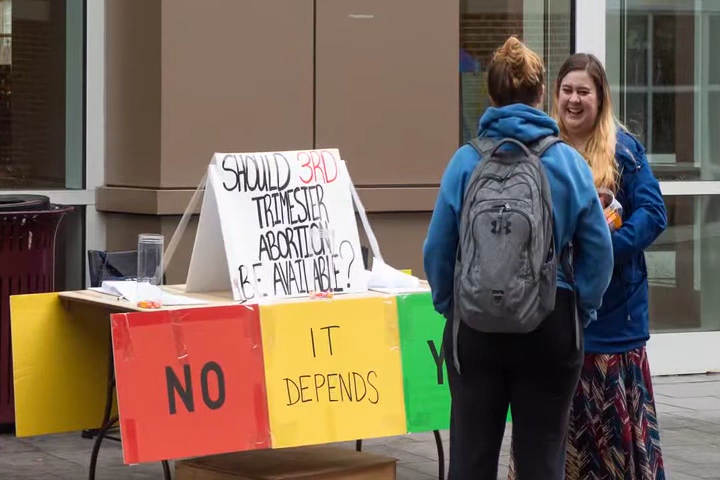 SHOULD 3RD
TRIMESTER
ABORTION
BE AVAILABLE?
NO
IT
DEPENDS
Y